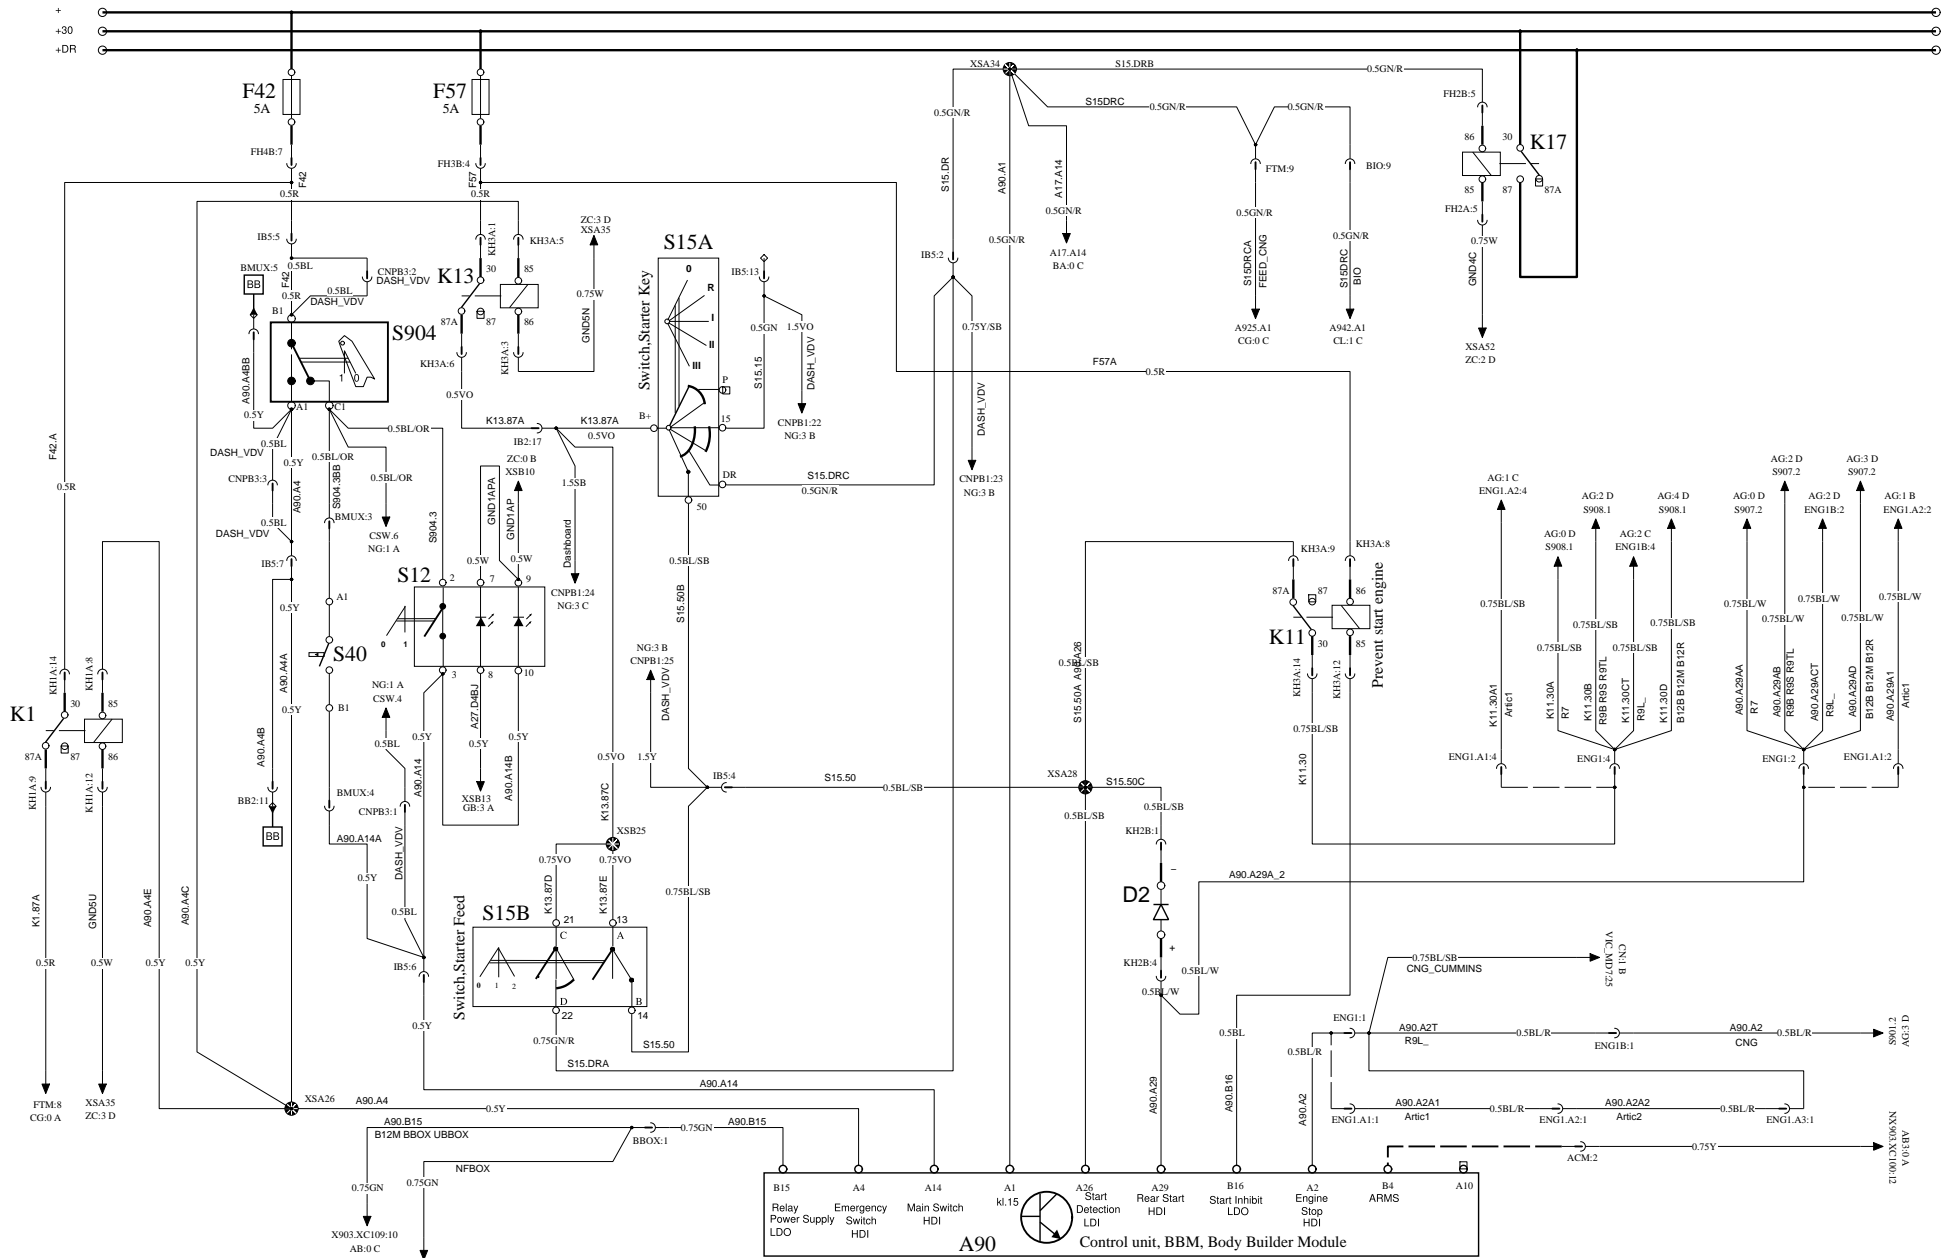 +
+30
+DR
F42
5A
FH4B:7
F42
0.5R
F57
5A
FH3B:4
F57
0.5R
XSA34
S15.DRB
0.5GN/R
FH2B:5
86
30
K17
85
87
87A
FH2A:5
0.75W
GND4C
XSA52
ZC:2 D
S15DRC
0.5GN/R
0.5GN/R
0.5GN/R
S15.DR
A90.A1
A17.A14
0.5GN/R
A17.A14
BA:0 C
0.5GN/R
FTM:9
0.5GN/R
S15DRCA
FEED_CNG
A925.A1
CG:0 C
BIO:9
0.5GN/R
S15DRC
BIO
A942.A1
CL:1 C
IB5:5
BMUX:5
BB
0.5BL
F42
CNPB3:2
DASH_VDV
0.5BL
DASH_VDV
0.5R
B1
S904
1 0
A90.A4BB
0.5Y
A1
C1
KH3A:1
KH3A:5
K13
30
85
87A
87
86
KH3A:6
KH3A:3
0.75W
GND5N
ZC:3 D
XSA35
S15A
Switch,Starter Key
0
R
I
II
III
P
B+
15
DR
50
IB5:13
0.5GN
S15.15
1.5VO
DASH_VDV
CNPB1:22
NG:3 B
IB5:2
0.75Y/SB
DASH_VDV
CNPB1:23
NG:3 B
F57A
0.5R
F42.A
0.5R
0.5VO
K13.87A
IB2:17
K13.87A
0.5VO
0.5BL/OR
0.5BL
DASH_VDV
0.5Y
0.5BL/OR
S904.3BB
0.5BL/OR
CNPB3:3
A90.A4
0.5BL
DASH_VDV
BMUX:3
CSW.6
NG:1 A
S904.3
GND1APA
GND1AP
ZC:0 B
XSB10
0.5W
0.5W
1.5SB
Dashboard
CNPB1:24
NG:3 C
S15.DRC
0.5GN/R
0.5BL/SB
S15.50B
IB5:7
0.5Y
S12
2
7
9
0 1
3
8
10
A1
S40
B1
A90.A4A
0.5Y
A90.A4B
BB2:11
BB
NG:1 A
CSW.4
0.5BL
0.5Y
A90.A14
A27.D4BJ
0.5Y
XSB13
GB:3 A
0.5Y
A90.A14B
BMUX:4
CNPB3:1
A90.A14A
0.5Y
DASH_VDV
0.5BL
IB5:6
0.5Y
NG:3 B
CNPB1:25
DASH_VDV
1.5Y
0.5VO
K13.87C
XSB25
0.75VO
0.75VO
K13.87D
K13.87E
S15B
Switch,Starter Feed
21
13
C
A
0 1 2
D
B
22
14
0.75GN/R
S15.50
S15.DRA
0.75BL/SB
IB5:4
S15.50
0.5BL/SB
XSA28
S15.50C
0.5BL/SB
0.5BL/SB
S15.50A A90.A26
0.5BL/SB
KH3A:9
KH3A:8
87A
87
86
K11
30
85
KH3A:14
KH3A:12
Prevent start engine
0.75BL/SB
K11.30
KH2B:1
–
D2
+
KH2B:4
0.5BL/W
0.5BL/W
A90.A29A_2
AG:1 C
ENG1.A2:4
0.75BL/SB
K11.30A1
Artic1
AG:0 D
S908.1
0.75BL/SB
K11.30A
R7
AG:2 D
S908.1
0.75BL/SB
K11.30B
R9B R9S R9TL
AG:2 C
ENG1B:4
0.75BL/SB
K11.30CT
R9L_
AG:4 D
S908.1
0.75BL/SB
K11.30D
B12B B12M B12R
ENG1.A1:4
ENG1:4
AG:0 D
S907.2
0.75BL/W
A90.A29AA
R7
AG:2 D
S907.2
0.75BL/W
A90.A29AB
R9B R9S R9TL
AG:2 D
ENG1B:2
0.75BL/W
A90.A29ACT
R9L_
AG:3 D
S907.2
0.75BL/W
A90.A29AD
B12B B12M B12R
AG:1 B
ENG1.A2:2
0.75BL/W
A90.A29A1
Artic1
ENG1:2
ENG1.A1:2
KH1A:14
KH1A:8
K1
30
85
87A
87
86
KH1A:9
KH1A:12
K1.87A
0.5R
FTM:8
CG:0 A
GND5U
0.5W
XSA35
ZC:3 D
A90.A4E
0.5Y
A90.A4C
0.5Y
XSA26
A90.A4
0.5Y
A90.A14
A90.B15
B12M BBOX UBBOX
BBOX:1
0.75GN
A90.B15
NFBOX
0.75GN
0.75GN
X903.XC109:10
AB:0 C
0.75BL/SB
CNG_CUMMINS
CN:1 B
VIC_MD7:25
ENG1:1
A90.A2T
R9L_
0.5BL/R
ENG1B:1
A90.A2
CNG
0.5BL/R
AG:3 D
S901.2
0.5BL
0.5BL/R
A90.A29
A90.B16
A90.A2
ENG1.A1:1
A90.A2A1
Artic1
0.5BL/R
ENG1.A2:1
A90.A2A2
Artic2
0.5BL/R
ENG1.A3:1
ACM:2
0.75Y
AB3:0 A
NX903.XC100:12
B15
A4
A14
A1
A26
A29
B16
A2
B4
A10
Relay
Power Supply
LDO
Emergency
Switch
HDI
Main Switch
HDI
kl.15
Start
Detection
LDI
Rear Start
HDI
Start Inhibit
LDO
Engine
Stop
HDI
ARMS
A90
Control unit, BBM, Body Builder Module